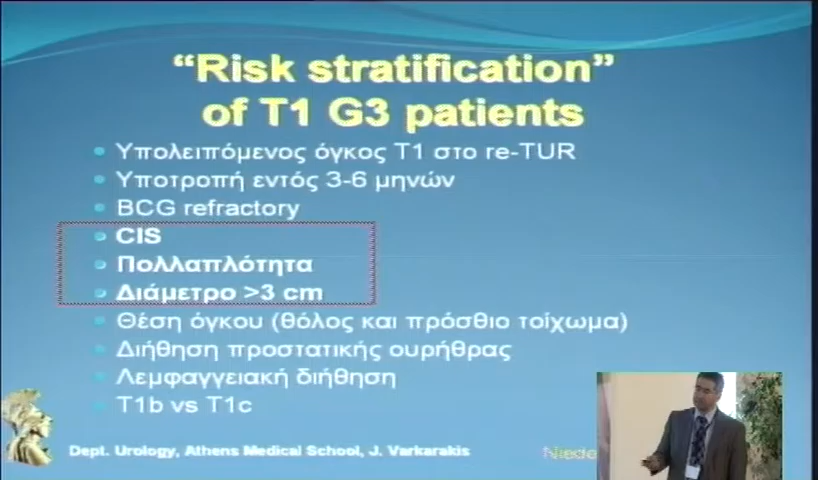 “Risk stratification”
of T1 G3 patients
Υπολειπόμενος όγκος Τ1 στο re-TUR
Υποτροπή εντός 3-6 μηνών
BCG refractory
CIS
Πολλαπλότητα
Διάμετρο >3 cm
Θέση όγκου (θόλος και πρόσθιο τοίχωμα)
Διήθηση προστατικής ουρήθρας
Λεμφαγγειακή διήθηση
T1b vs T1c
Dept. Urology, Athens Medical School, J. Varkarakis